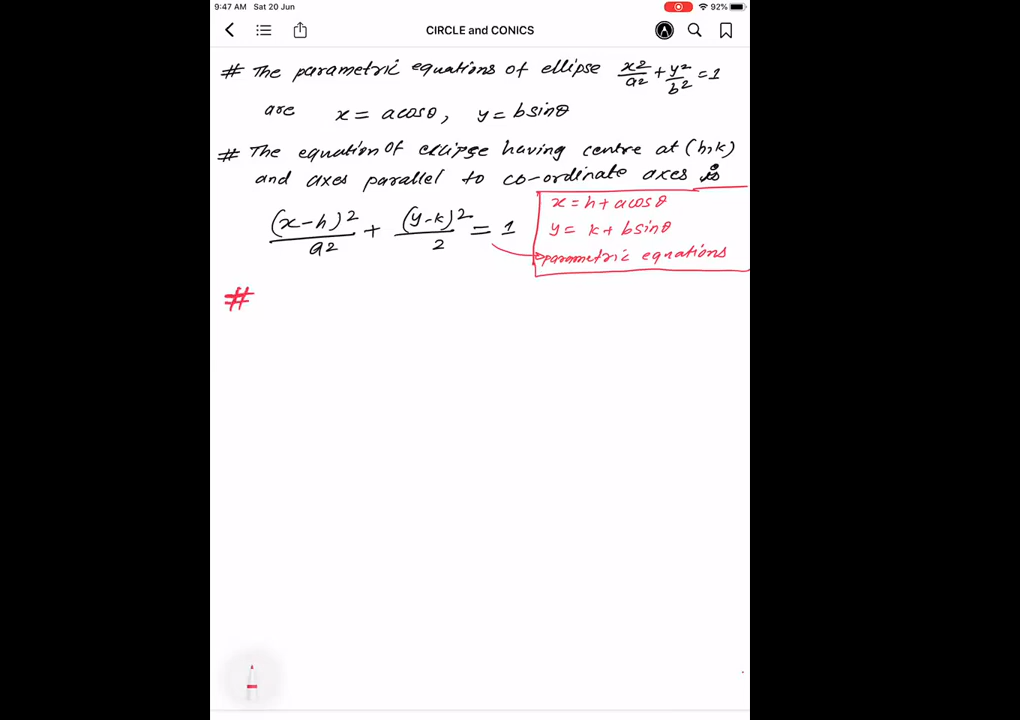 9:47 AM Sat 20 Jun 92%
CIRCLE and CONICS
# The parametric equations of ellipse x²/a² + y²/b² = 1
are x = acosθ, y = bsinθ
# The equation of ellipse having centre at (h,k)
and axes parallel to co-ordinate axes is
(x-h)²/a² + (y-k)²/2 = 1
x = h + acosθ
y = k + bsinθ
parametric equations
#